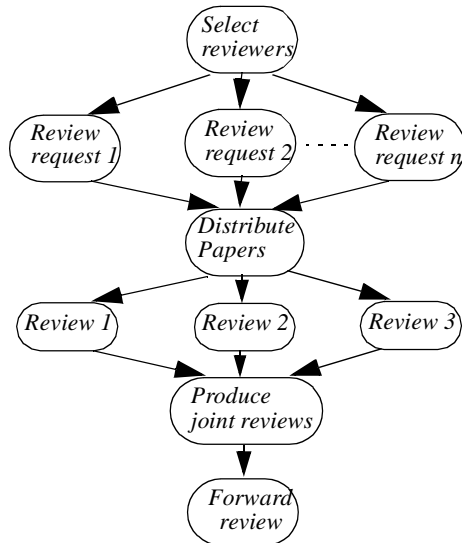 Select
reviewers
Review
request 1
Review
request 2
Review
request n
Distribute
Papers
Review 1
Review 2
Review 3
Produce
joint reviews
Forward
review